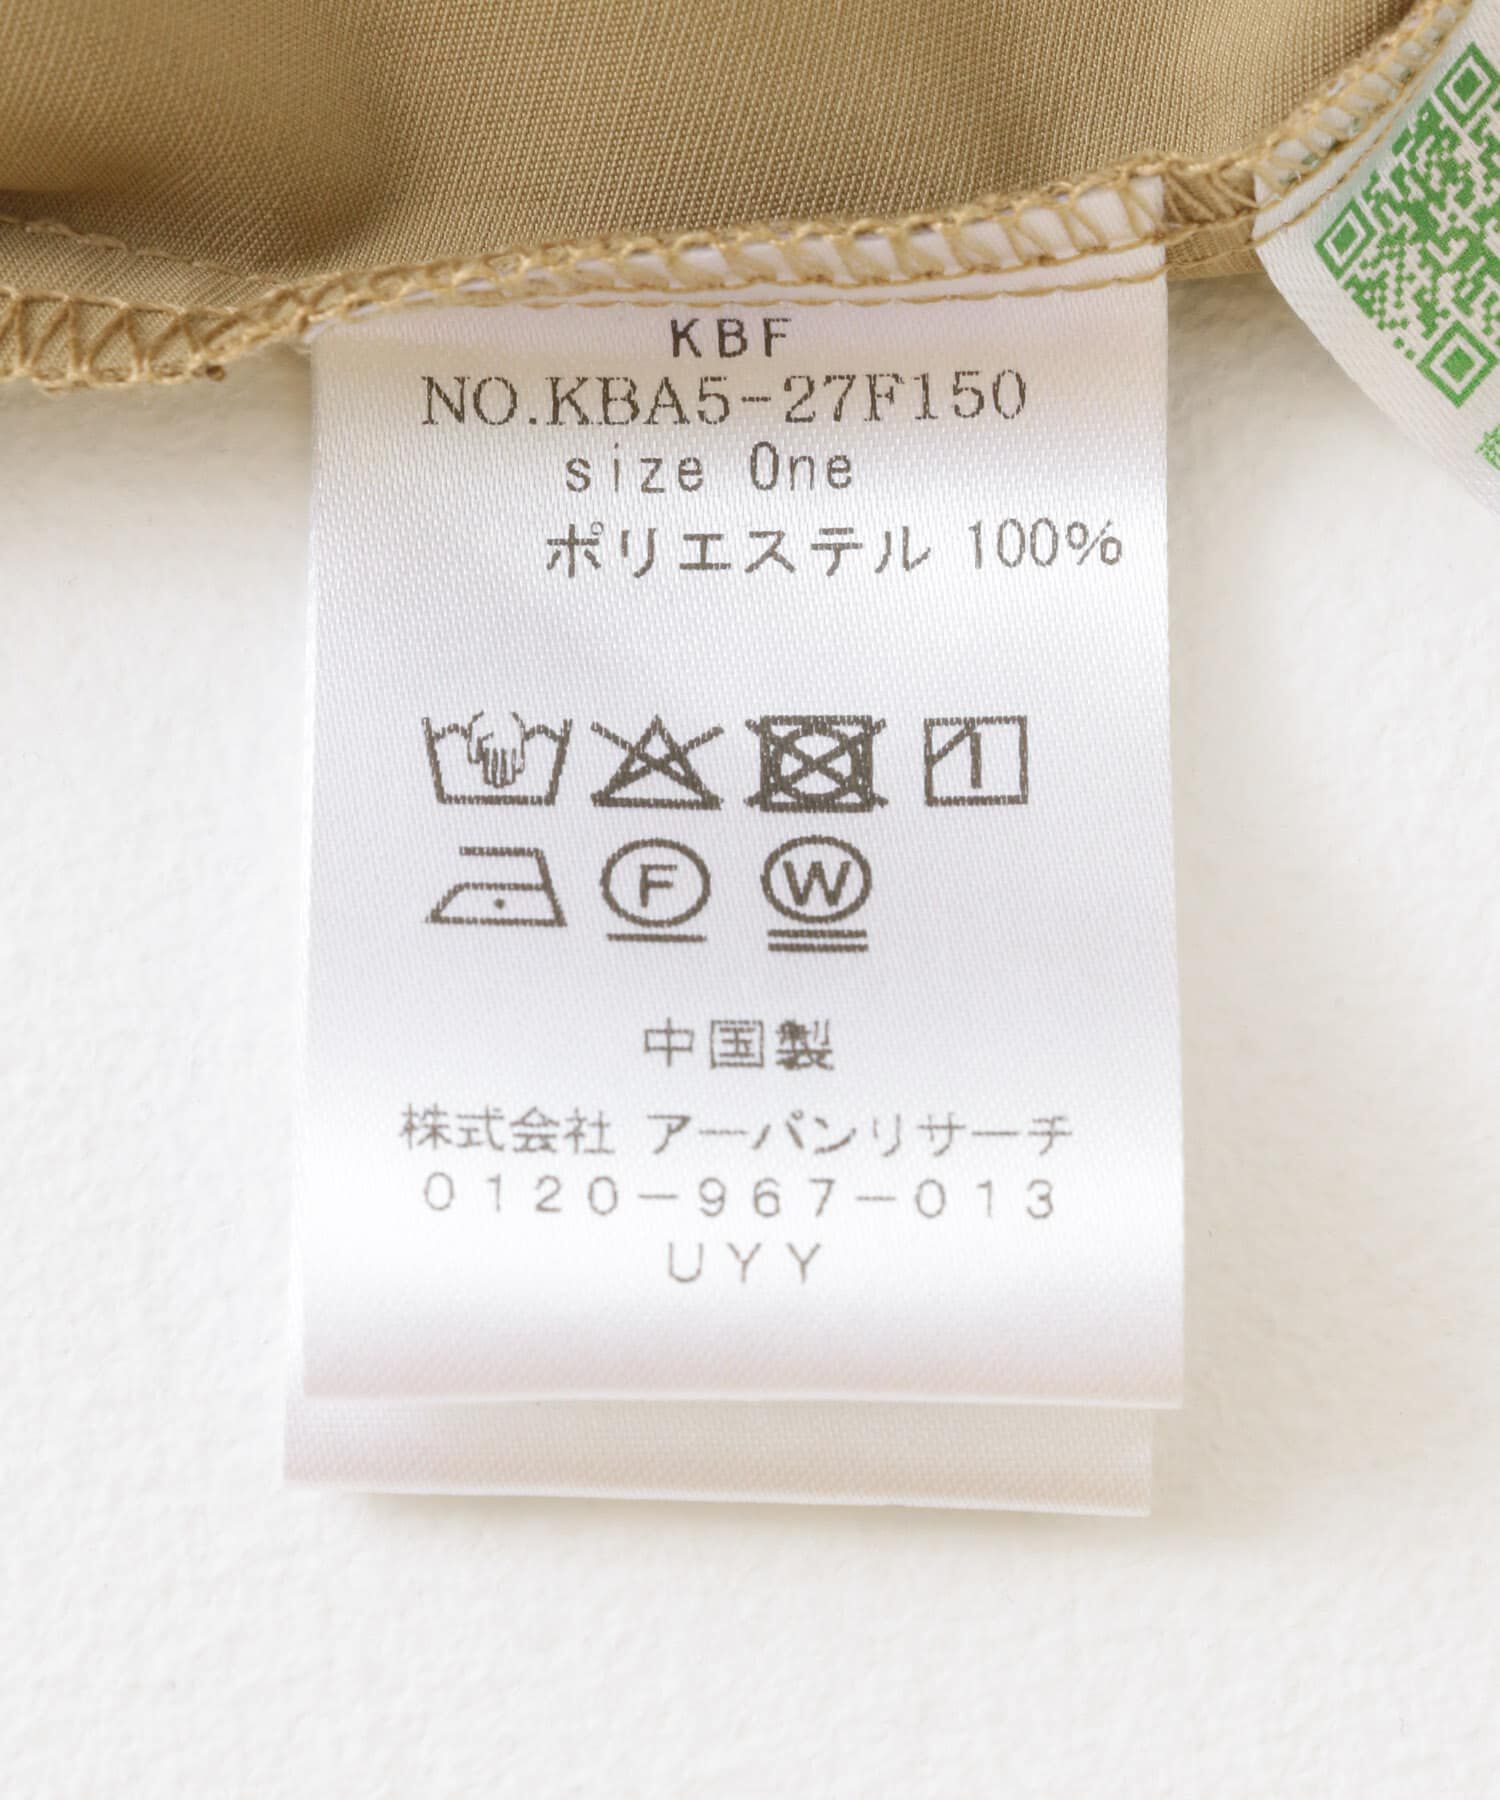 KBF
NO.KBA5-27F150
size One
ポリエステル 100%
F W
中国製
株式会社 アーバンリサーチ
0120-967-013
UYY